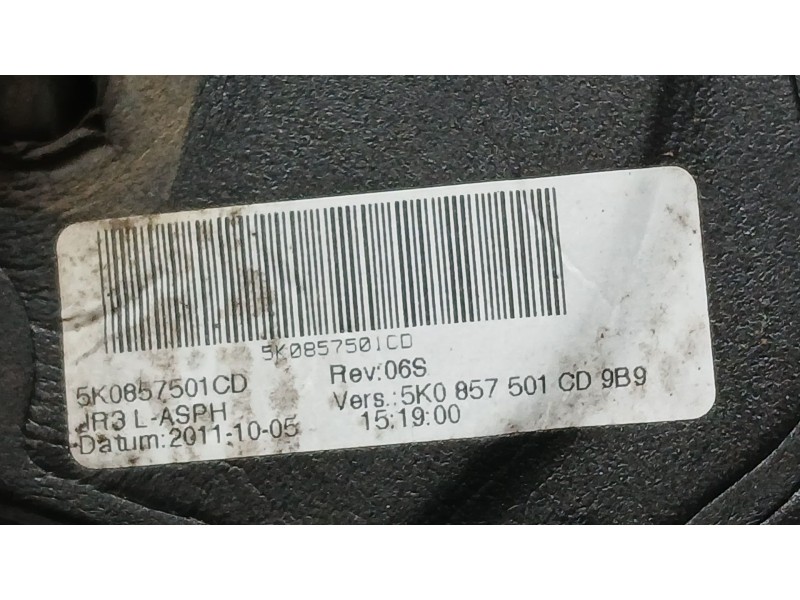 5K0857501CD
5K0857501CD Rev:06S
JR3 L-ASPH Vers.:5K0 857 501 CD 9B9
Datum:2011-10-05 15:19:00